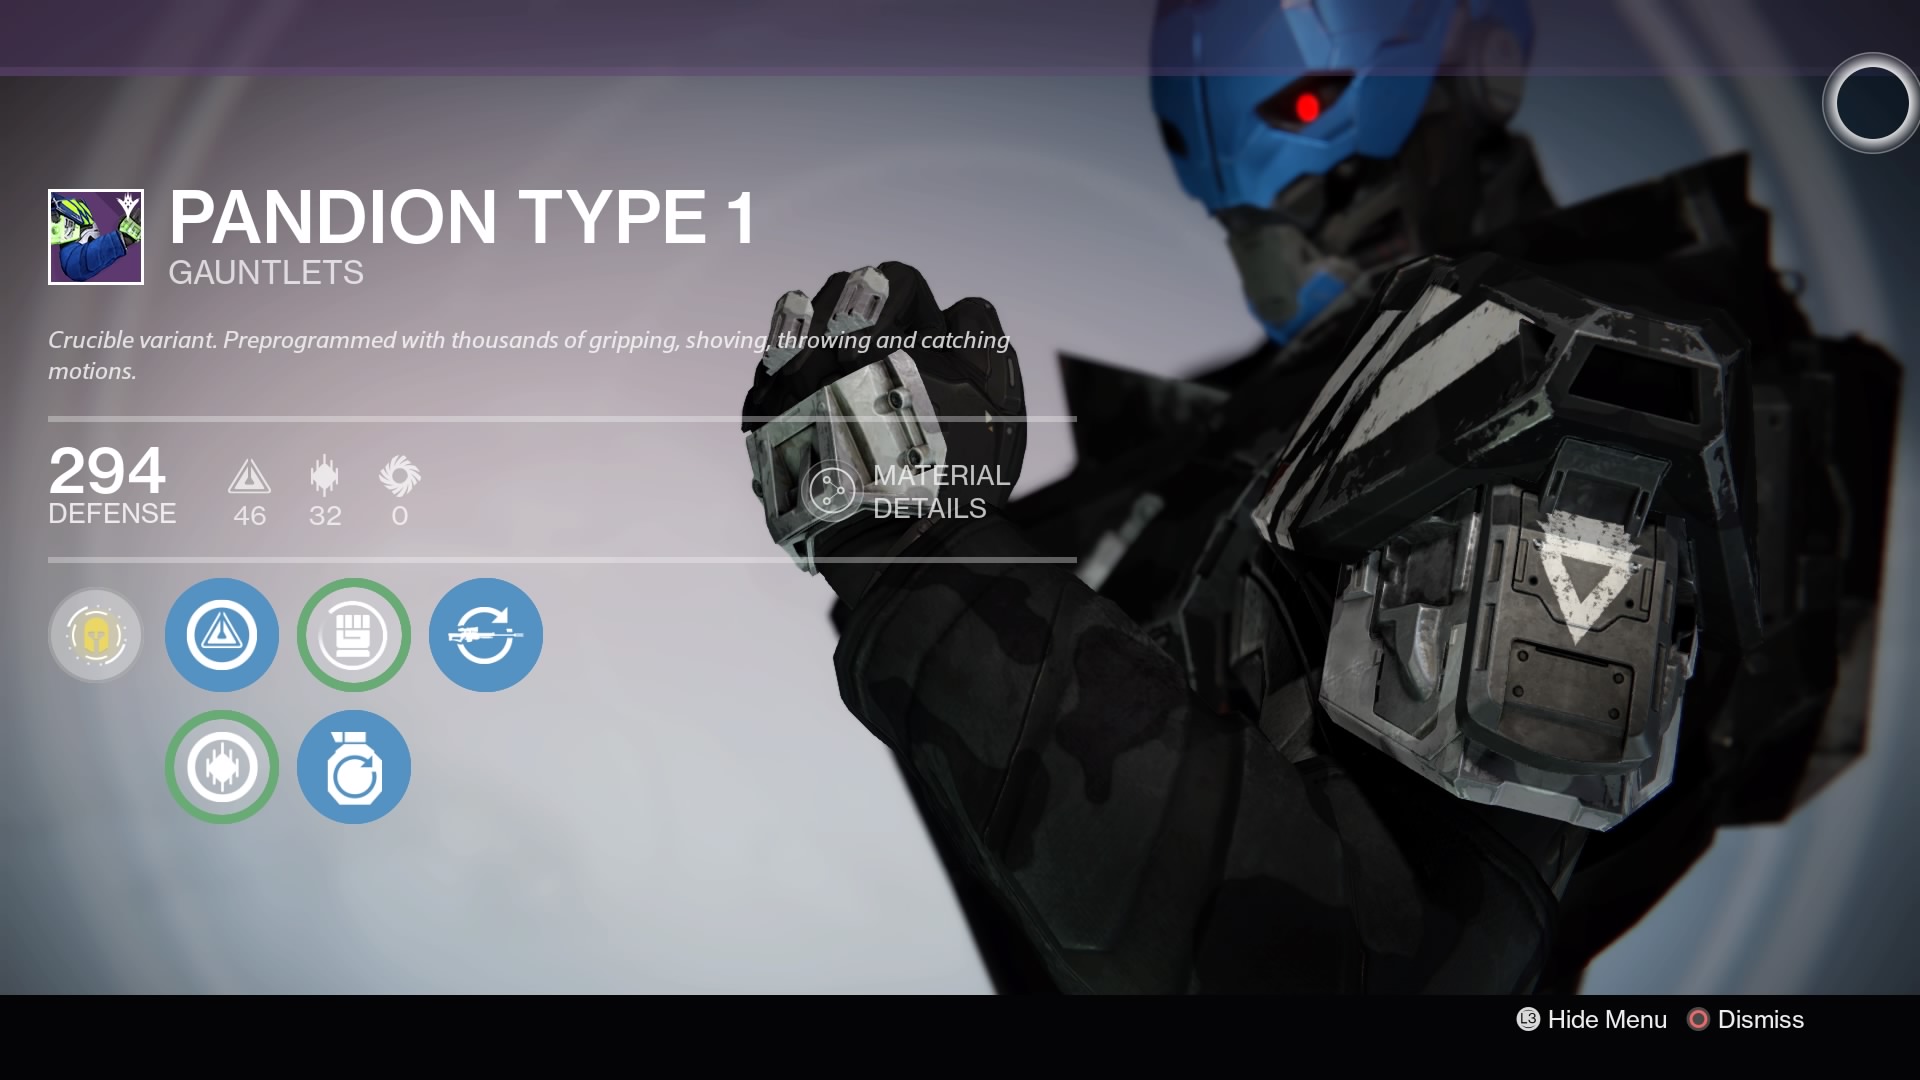 PANDION TYPE 1
GAUNTLETS
Crucible variant. Preprogrammed with thousands of gripping, shoving, throwing and catching
motions.
294
DEFENSE
46 32 0
MATERIAL
DETAILS
L3 Hide Menu Dismiss